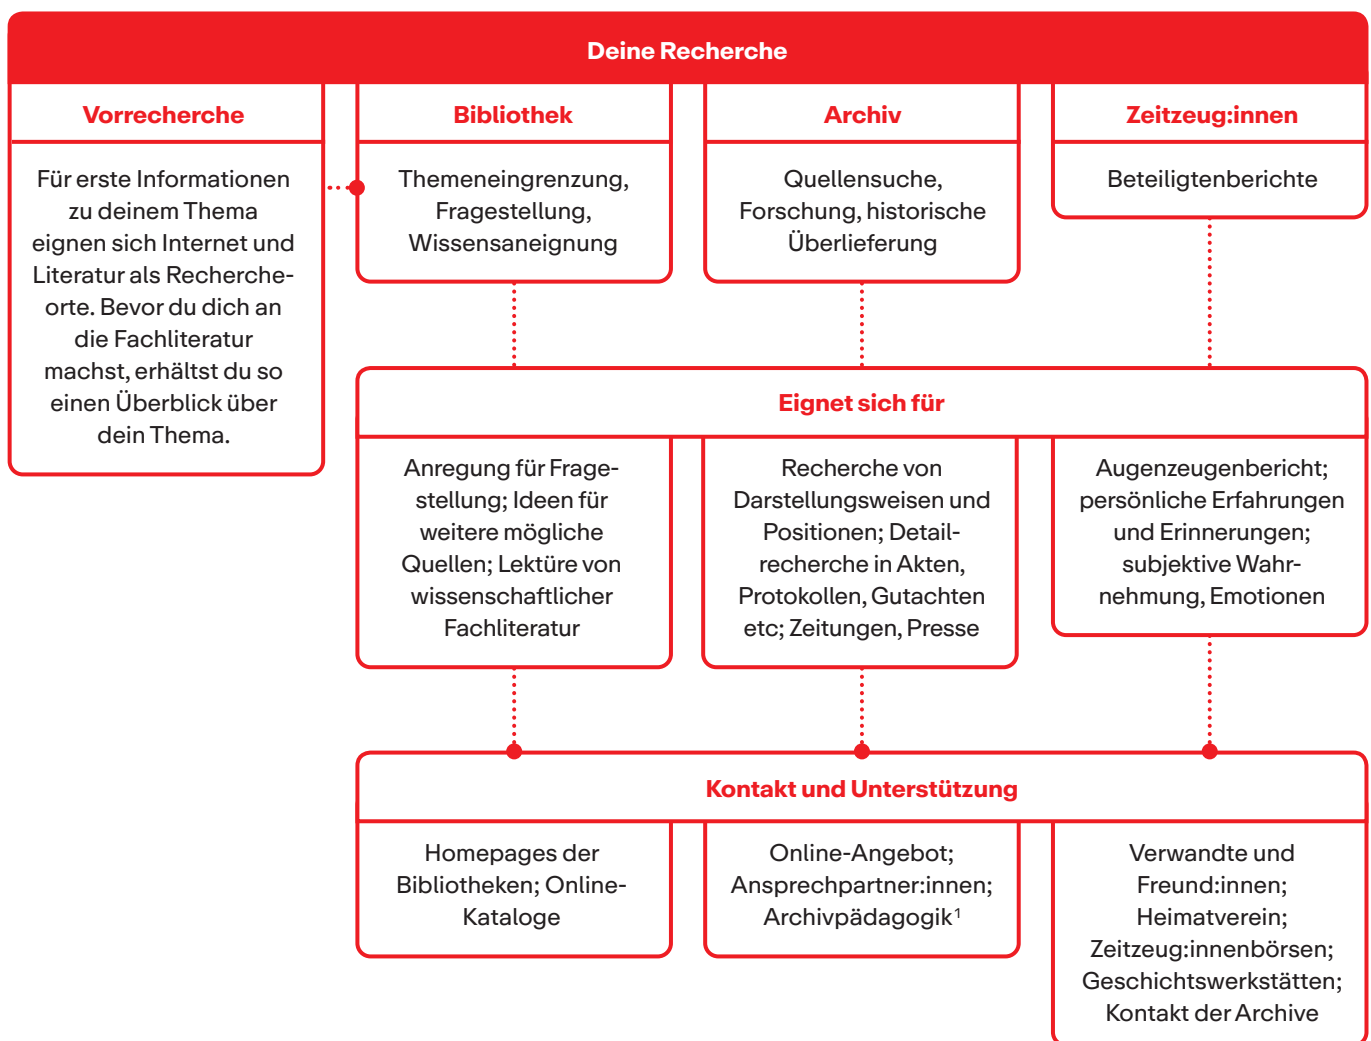 Deine Recherche
Vorrecherche
Für erste Informationen
zu deinem Thema
eignen sich Internet und
Literatur als Recherche-
orte. Bevor du dich an
die Fachliteratur
machst, erhältst du so
einen Überblick über
dein Thema.
Bibliothek
Themeneingrenzung,
Fragestellung,
Wissensaneignung
Archiv
Quellensuche,
Forschung, historische
Überlieferung
Zeitzeug:innen
Beteiligtenberichte
Eignet sich für
Anregung für Frage-
stellung; Ideen für
weitere mögliche
Quellen; Lektüre von
wissenschaftlicher
Fachliteratur
Recherche von
Darstellungsweisen und
Positionen; Detail-
recherche in Akten,
Protokollen, Gutachten
etc; Zeitungen, Presse
Augenzeugenbericht;
persönliche Erfahrungen
und Erinnerungen;
subjektive Wahr-
nehmung, Emotionen
Kontakt und Unterstützung
Homepages der
Bibliotheken; Online-
Kataloge
Online-Angebot;
Ansprechpartner:innen;
Archivpädagogik¹
Verwandte und
Freund:innen;
Heimatverein;
Zeitzeug:innenbörsen;
Geschichtswerkstätten;
Kontakt der Archive